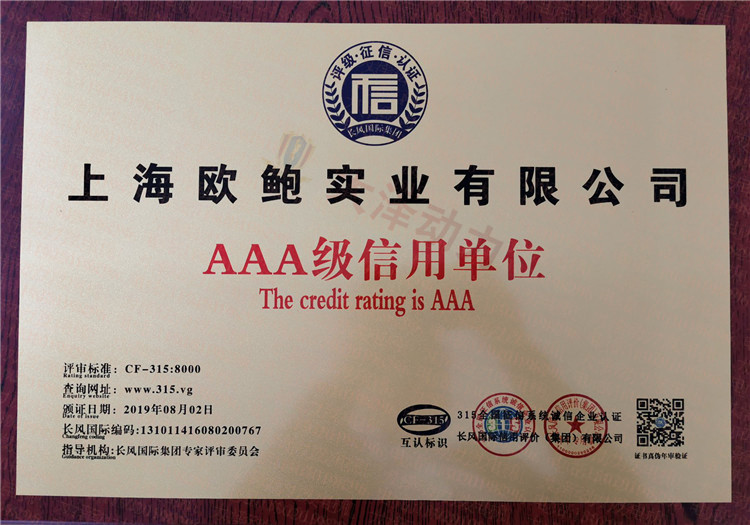 评级·征信·认证
信
长风国际集团
上海欧鲍实业有限公司
大泽动力
AAA级信用单位
The credit rating is AAA
评审标准：CF-315:8000
Rating standard
查询网址：www.315.vg
Enquiry website
颁证日期：2019年08月02日
Date of issue
长风国际编码:131011416080200767
Changfeng coding
指导机构:长风国际集团专家评审委员会
Guidance organization
CF-315
互认标识
315全国征信系统诚信企业认证
长风国际信用评价（集团）有限公司
315
证书真伪年审验证